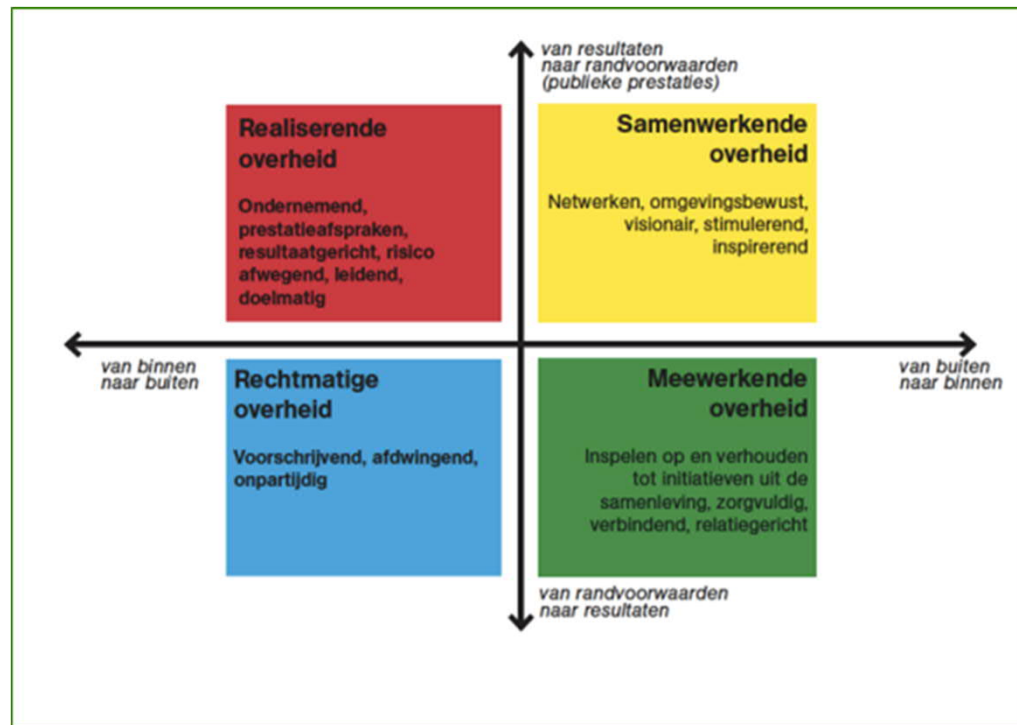 van resultaten
naar randvoorwaarden
(publieke prestaties)
Realiserende
overheid
Ondernemend,
prestatieafspraken,
resultaatgericht, risico
afwegend, leidend,
doelmatig
Samenwerkende
overheid
Netwerken, omgevingsbewust,
visionair, stimulerend,
inspirerend
van binnen
naar buiten
van buiten
naar binnen
Rechtmatige
overheid
Voorschrijvend, afdwingend,
onpartijdig
Meewerkende
overheid
Inspelen op en verhouden
tot initiatieven uit de
samenleving, zorgvuldig,
verbindend, relatiegericht
van randvoorwaarden
naar resultaten